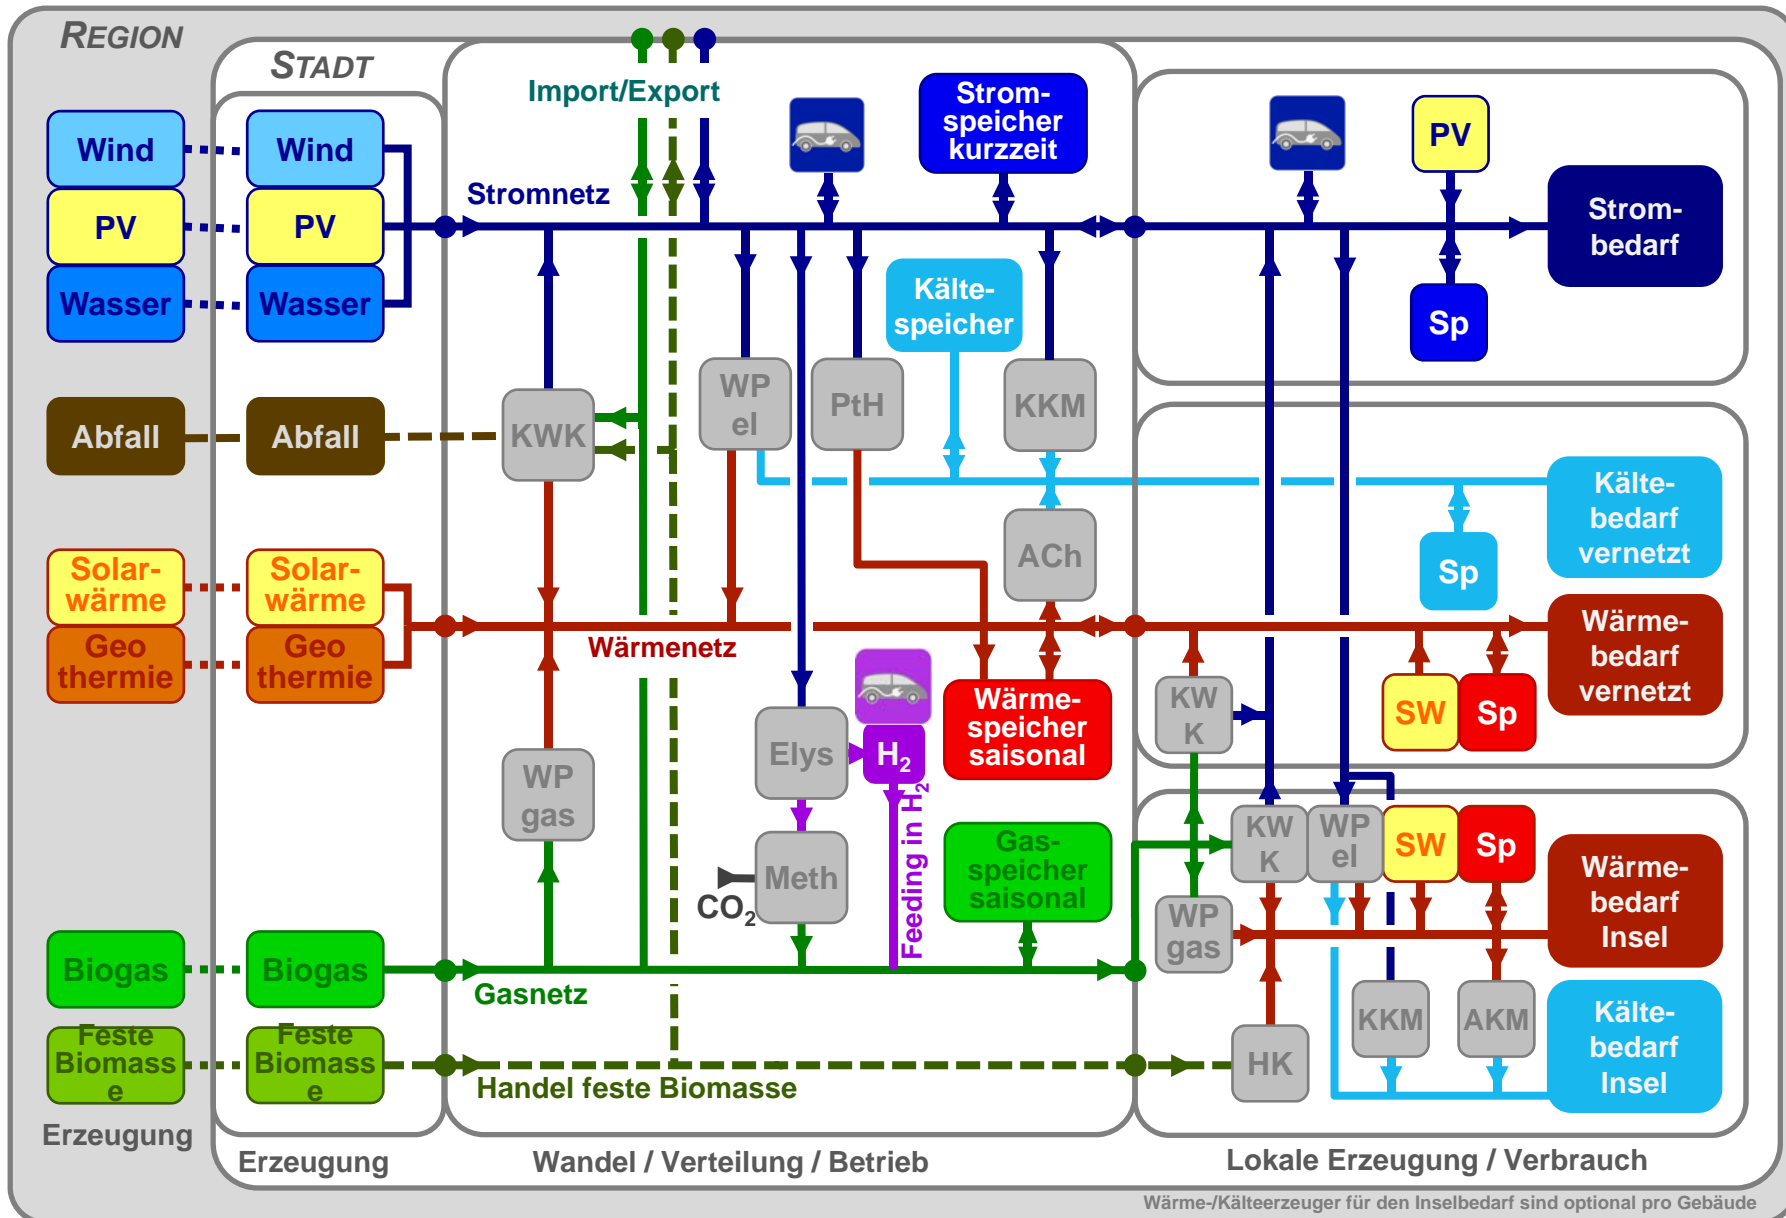 REGION
STADT
Import/Export
Wind
Wind
PV
PV
Wasser
Wasser
Stromnetz
Strom-
speicher
kurzzeit
PV
Strom-
bedarf
Sp
Kälte-
speicher
Abfall
Abfall
KWK
WP
el
PtH
KKM
ACh
Kälte-
bedarf
vernetzt
Sp
Solar-
wärme
Solar-
wärme
Geo
thermie
Geo
thermie
Wärmenetz
Wärme-
bedarf
vernetzt
KW
K
SW
Sp
Wärme-
speicher
saisonal
Elys
H₂
WP
gas
Meth
CO₂
Feeding in H₂
Gas-
speicher
saisonal
KW
K
WP
el
SW
Sp
Wärme-
bedarf
Insel
WP
gas
Biogas
Biogas
Gasnetz
KKM
AKM
Kälte-
bedarf
Insel
Feste
Biomass
e
Feste
Biomass
e
Handel feste Biomasse
HK
Erzeugung
Erzeugung
Wandel / Verteilung / Betrieb
Lokale Erzeugung / Verbrauch
Wärme-/Kälteerzeuger für den Inselbedarf sind optional pro Gebäude